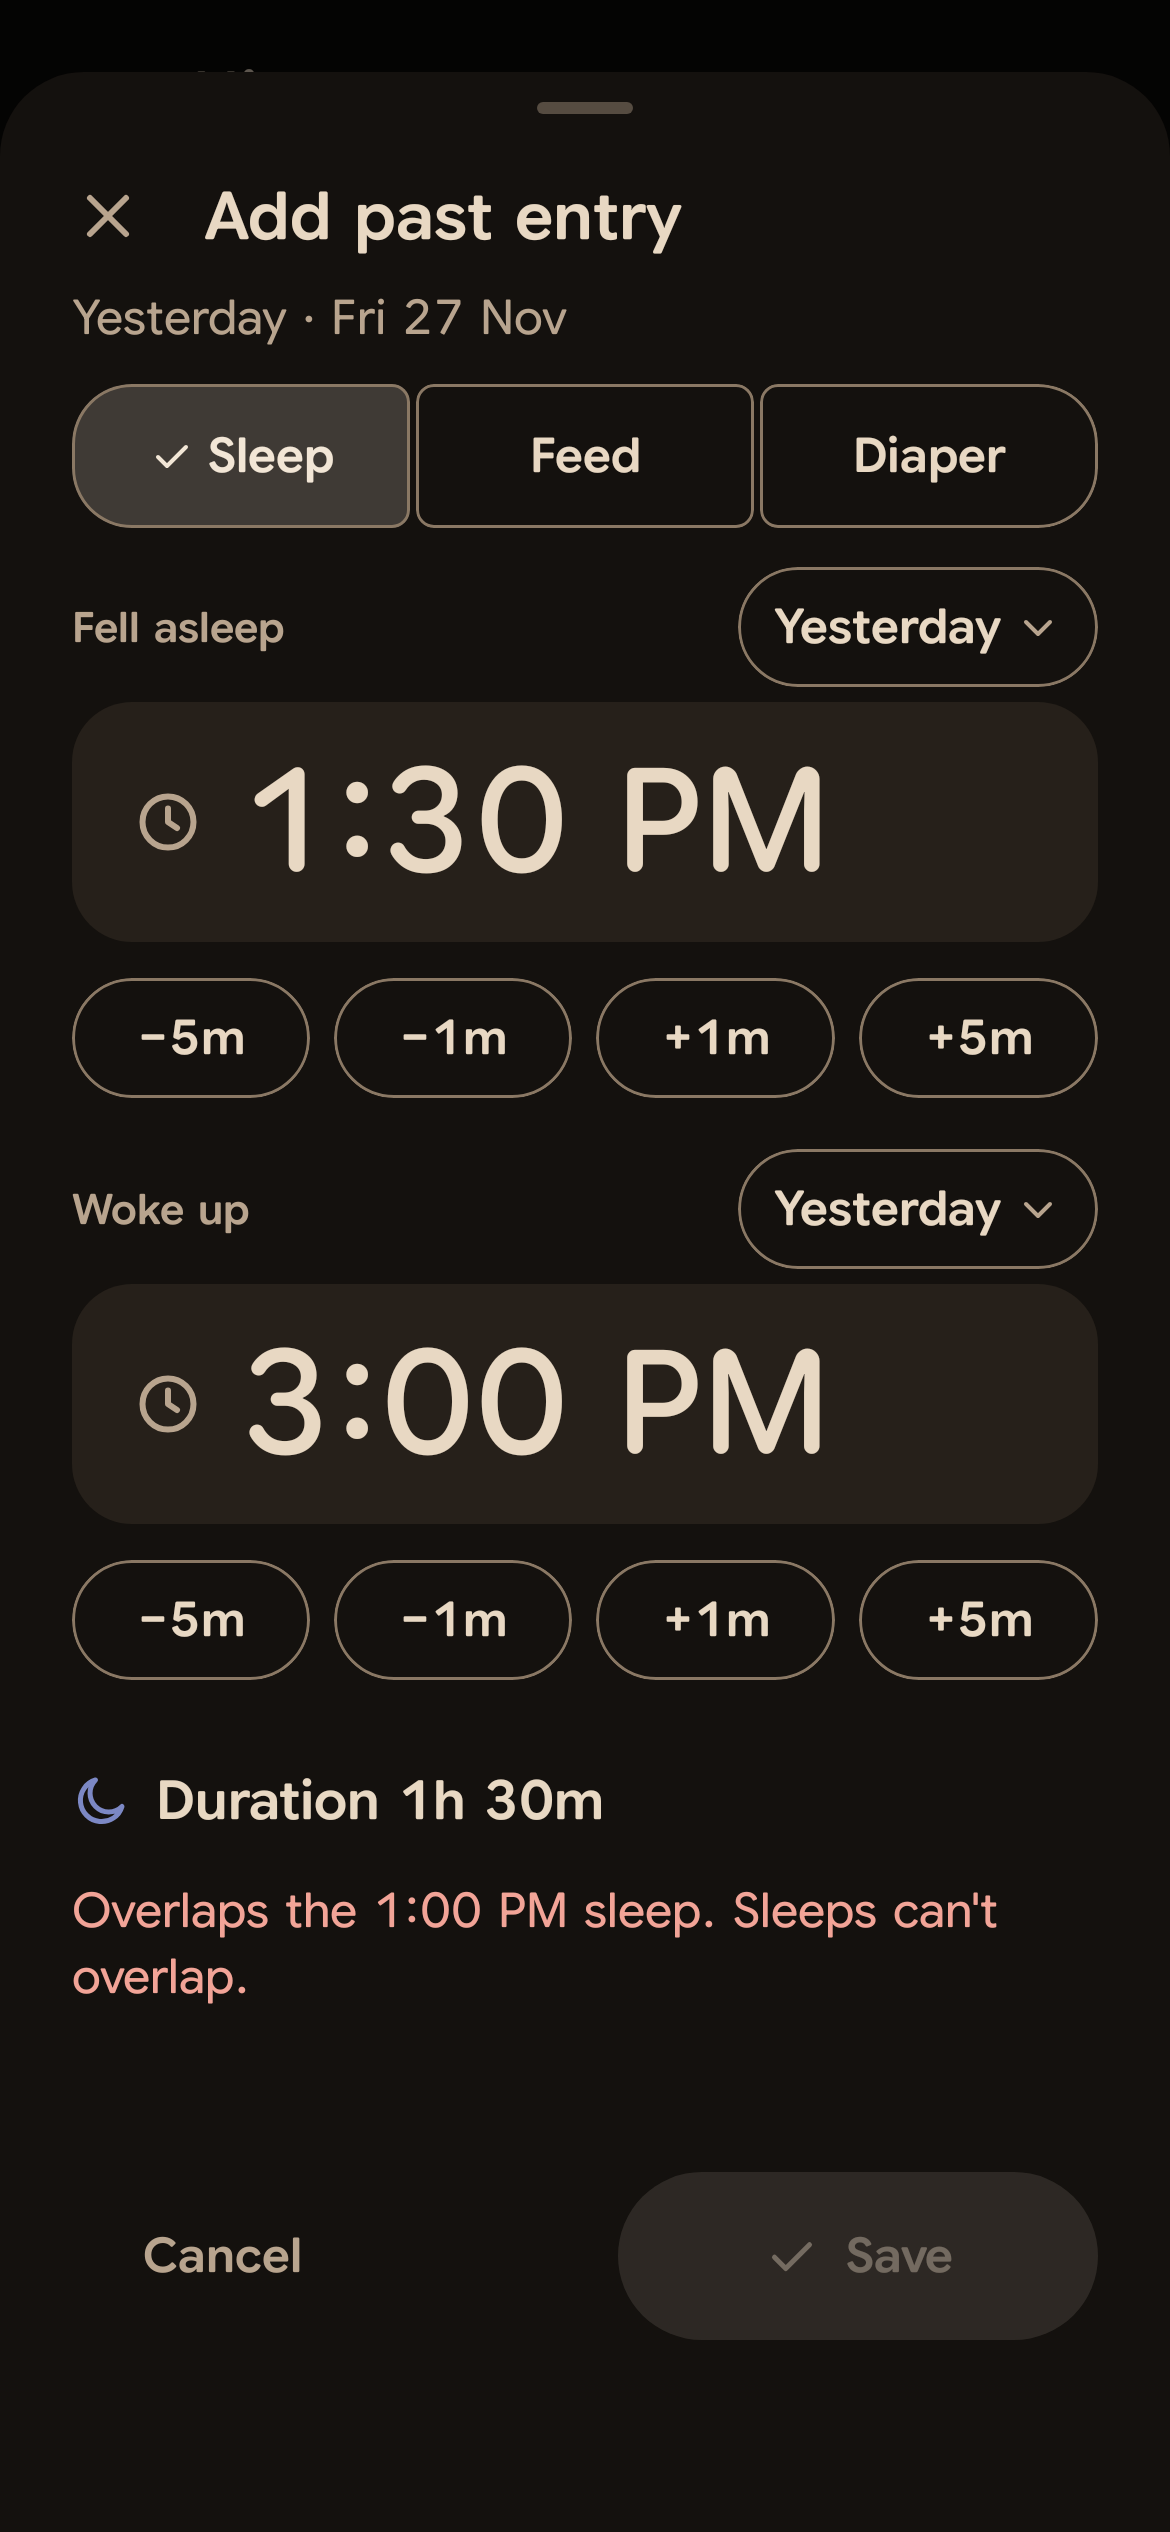 Add past entry
Yesterday · Fri 27 Nov
Sleep
Feed
Diaper
Fell asleep
Yesterday
1:30 PM
−5m
−1m
+1m
+5m
Woke up
Yesterday
3:00 PM
−5m
−1m
+1m
+5m
Duration 1h 30m
Overlaps the 1:00 PM sleep. Sleeps can't
overlap.
Cancel
Save